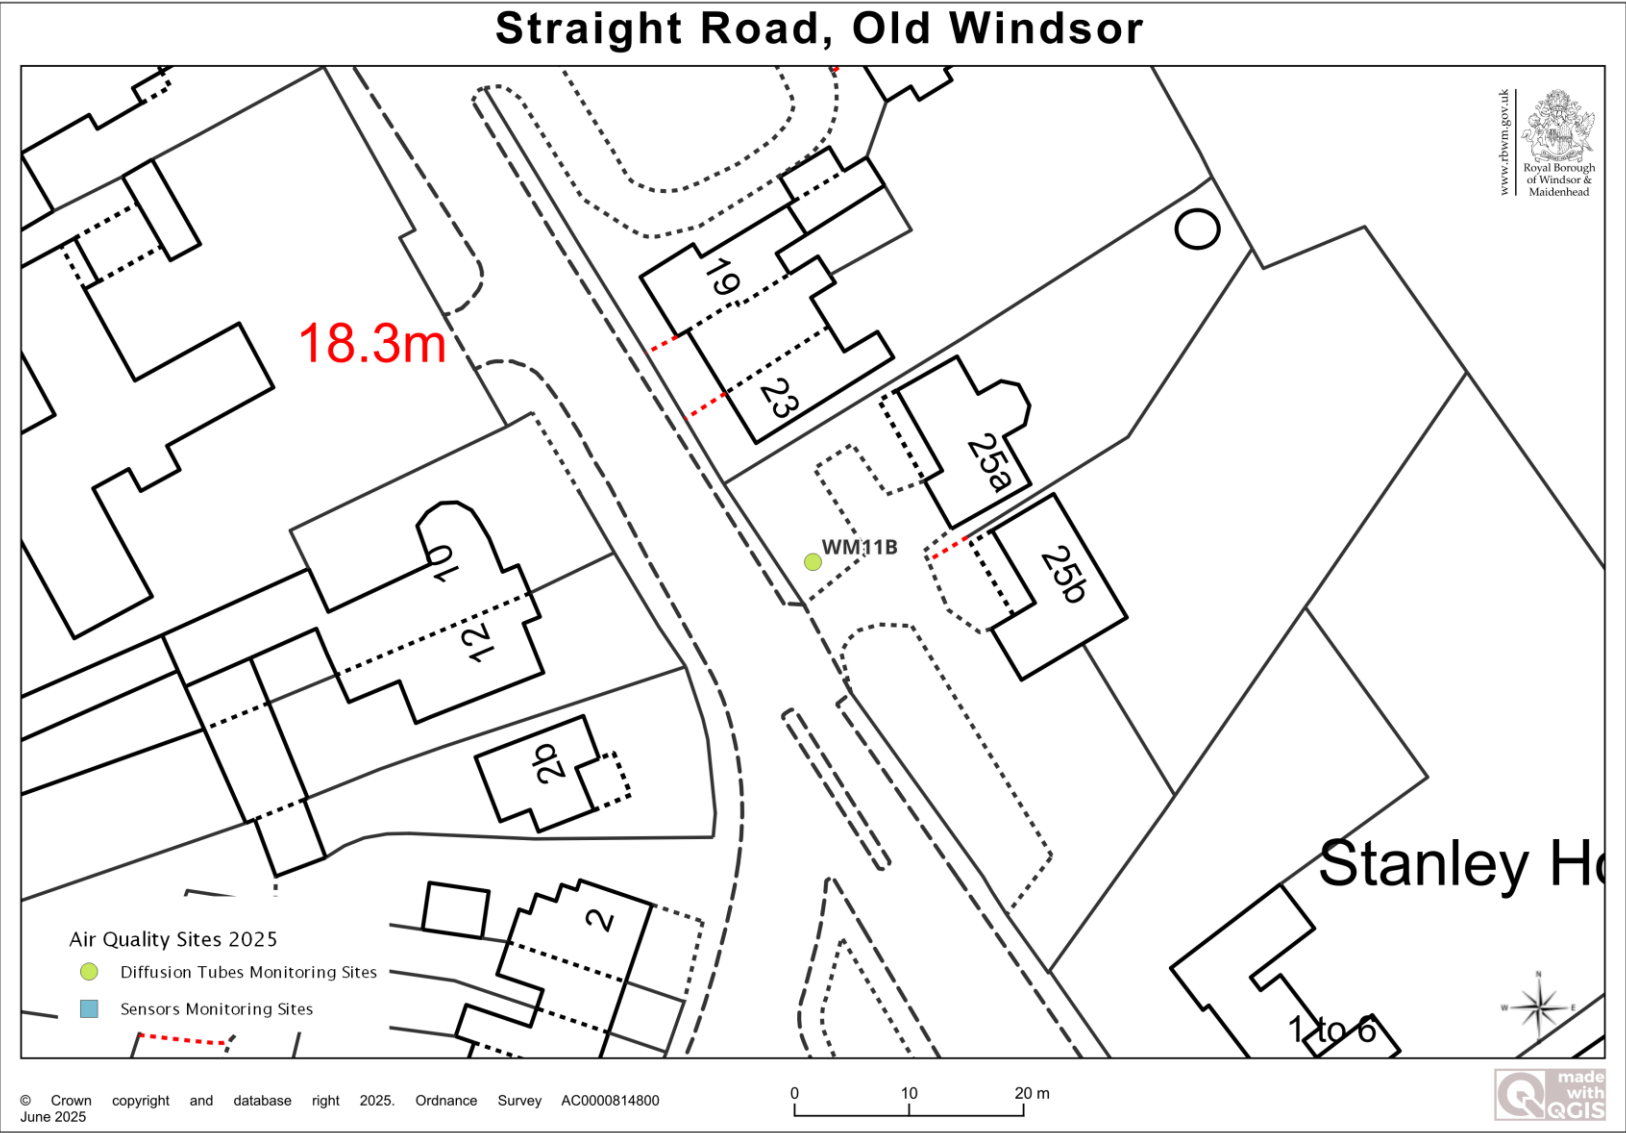 Straight Road, Old Windsor
www.rbwm.gov.uk
Royal Borough
of Windsor &
Maidenhead
19
18.3m
23
25a
10
WM11B
25b
12
2b
Stanley Ho
2
Air Quality Sites 2025
Diffusion Tubes Monitoring Sites
Sensors Monitoring Sites
N
W
E
1 to 6
© Crown copyright and database right 2025. Ordnance Survey AC0000814800
June 2025
0 10 20 m
made
with
QGIS